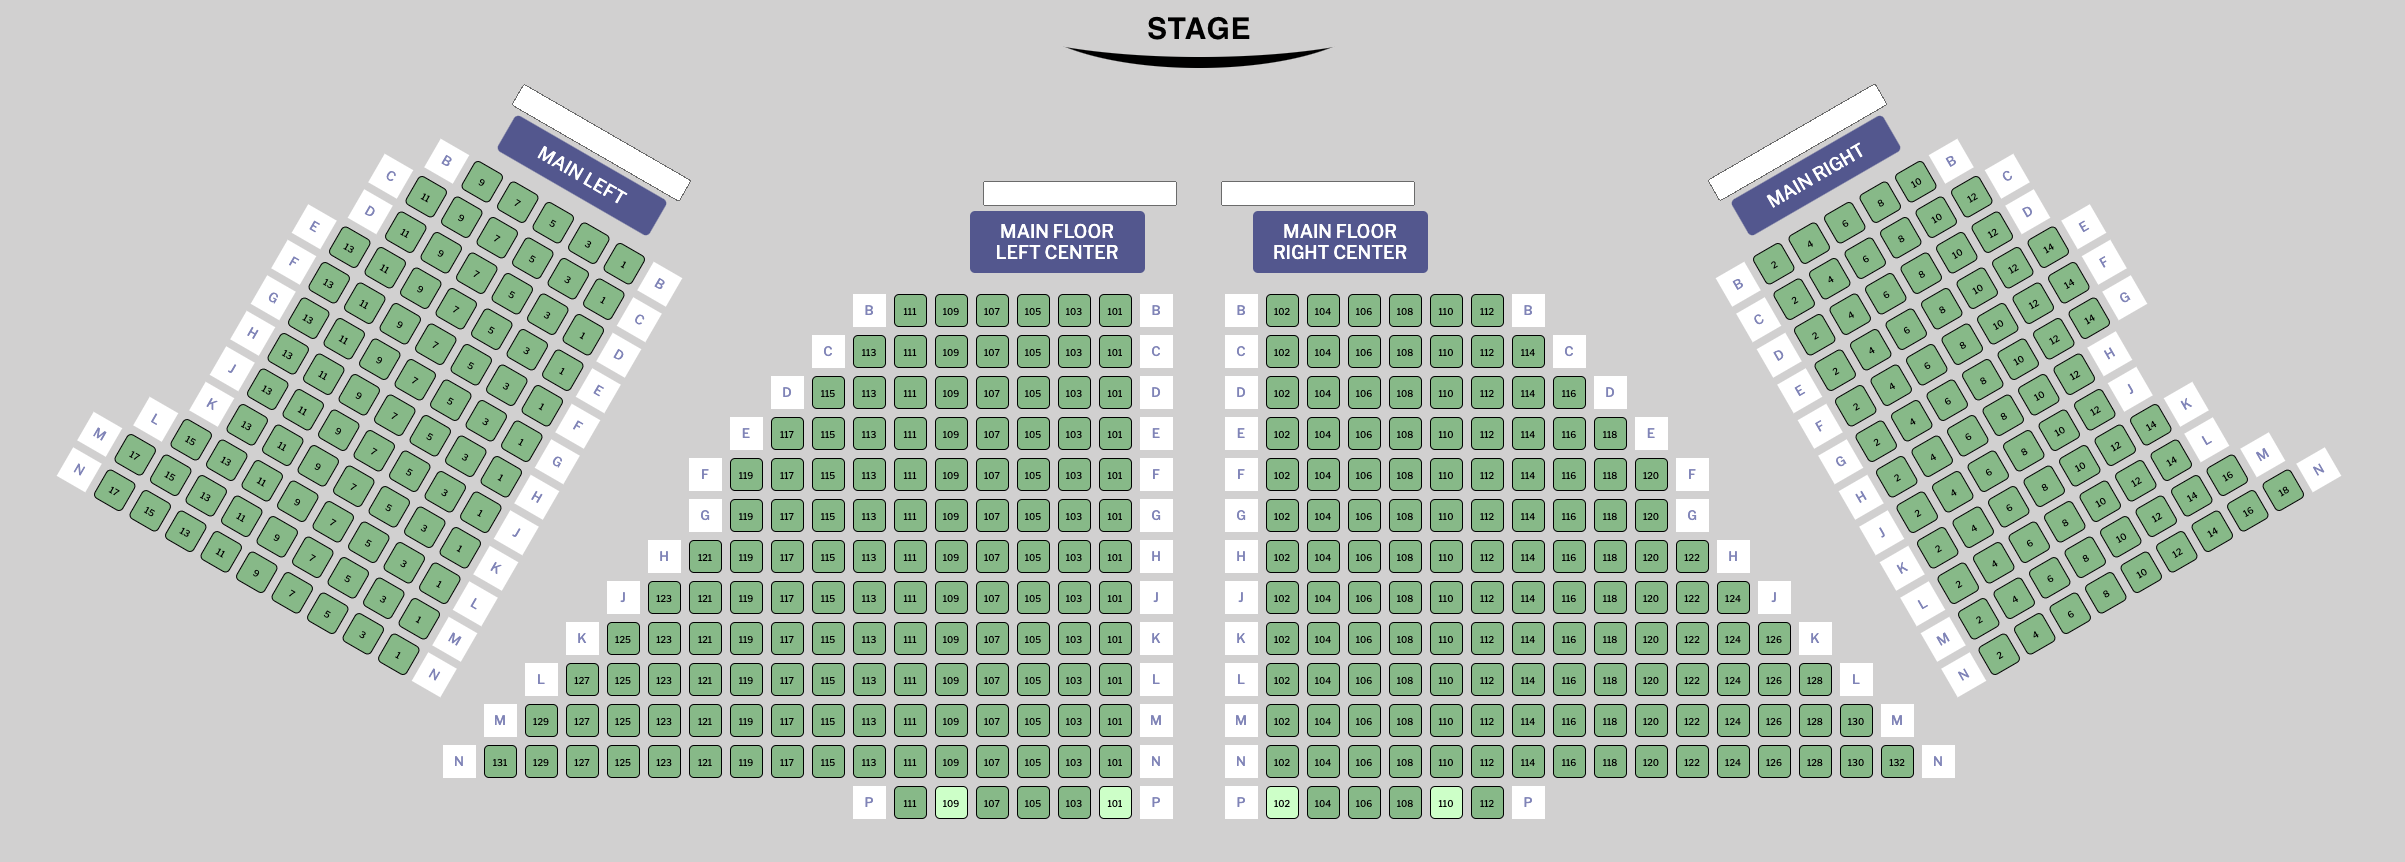 STAGE
MAIN LEFT
B 9 7 5 3 1 B
C 11 9 7 5 3 1 C
D 11 9 7 5 3 1 D
E 13 11 9 7 5 3 1 E
F 13 11 9 7 5 3 1 F
G 13 11 9 7 5 3 1 G
H 13 11 9 7 5 3 1 H
J 13 11 9 7 5 3 1 J
K 13 11 9 7 5 3 1 K
L 15 13 11 9 7 5 3 1 L
M 17 15 13 11 9 7 5 3 1 M
N 17 15 13 11 9 7 5 3 1 N
MAIN FLOOR
LEFT CENTER
B 111 109 107 105 103 101 B
C 113 111 109 107 105 103 101 C
D 115 113 111 109 107 105 103 101 D
E 117 115 113 111 109 107 105 103 101 E
F 119 117 115 113 111 109 107 105 103 101 F
G 119 117 115 113 111 109 107 105 103 101 G
H 121 119 117 115 113 111 109 107 105 103 101 H
J 123 121 119 117 115 113 111 109 107 105 103 101 J
K 125 123 121 119 117 115 113 111 109 107 105 103 101 K
L 127 125 123 121 119 117 115 113 111 109 107 105 103 101 L
M 129 127 125 123 121 119 117 115 113 111 109 107 105 103 101 M
N 131 129 127 125 123 121 119 117 115 113 111 109 107 105 103 101 N
P 111 109 107 105 103 101 P
MAIN FLOOR
RIGHT CENTER
B 102 104 106 108 110 112 B
C 102 104 106 108 110 112 114 C
D 102 104 106 108 110 112 114 116 D
E 102 104 106 108 110 112 114 116 118 E
F 102 104 106 108 110 112 114 116 118 120 F
G 102 104 106 108 110 112 114 116 118 120 G
H 102 104 106 108 110 112 114 116 118 120 122 H
J 102 104 106 108 110 112 114 116 118 120 122 124 J
K 102 104 106 108 110 112 114 116 118 120 122 124 126 K
L 102 104 106 108 110 112 114 116 118 120 122 124 126 128 L
M 102 104 106 108 110 112 114 116 118 120 122 124 126 128 130 M
N 102 104 106 108 110 112 114 116 118 120 122 124 126 128 130 132 N
P 102 104 106 108 110 112 P
MAIN RIGHT
B 2 4 6 8 10 B
C 2 4 6 8 10 12 C
D 2 4 6 8 10 12 D
E 2 4 6 8 10 12 14 E
F 2 4 6 8 10 12 14 F
G 2 4 6 8 10 12 14 G
H 2 4 6 8 10 12 H
J 2 4 6 8 10 12 J
K 2 4 6 8 10 12 14 K
L 2 4 6 8 10 12 14 L
M 2 4 6 8 10 12 14 16 M
N 2 4 6 8 10 12 14 16 18 N